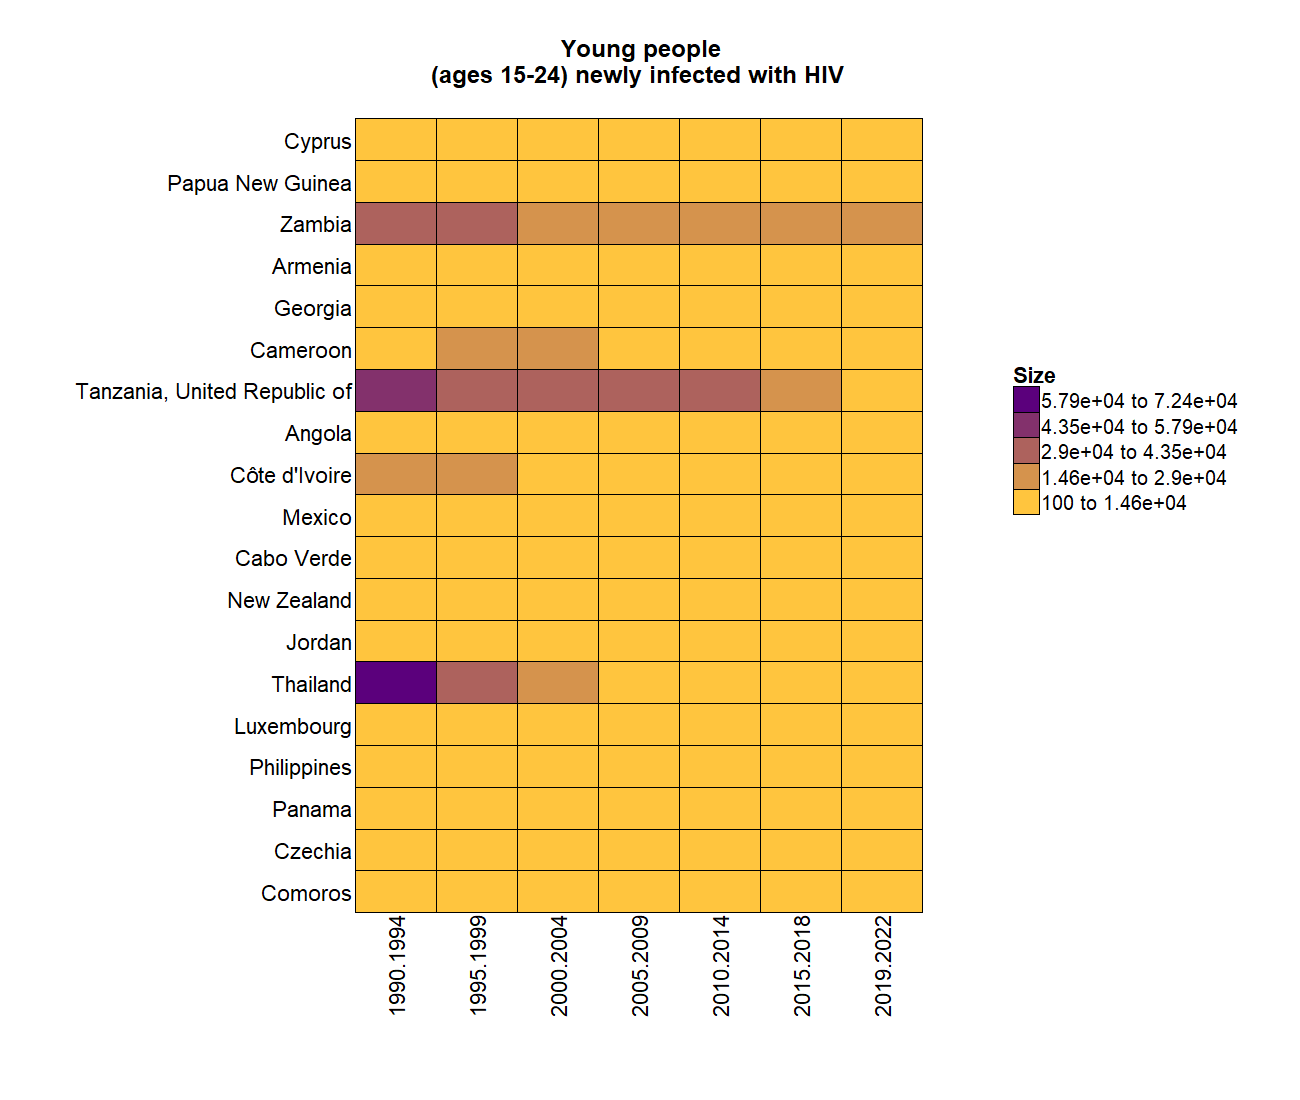 Young people
(ages 15-24) newly infected with HIV
Cyprus
Papua New Guinea
Zambia
Armenia
Georgia
Cameroon
Tanzania, United Republic of
Angola
Côte d'Ivoire
Mexico
Cabo Verde
New Zealand
Jordan
Thailand
Luxembourg
Philippines
Panama
Czechia
Comoros
1990.1994
1995.1999
2000.2004
2005.2009
2010.2014
2015.2018
2019.2022
Size
5.79e+04 to 7.24e+04
4.35e+04 to 5.79e+04
2.9e+04 to 4.35e+04
1.46e+04 to 2.9e+04
100 to 1.46e+04